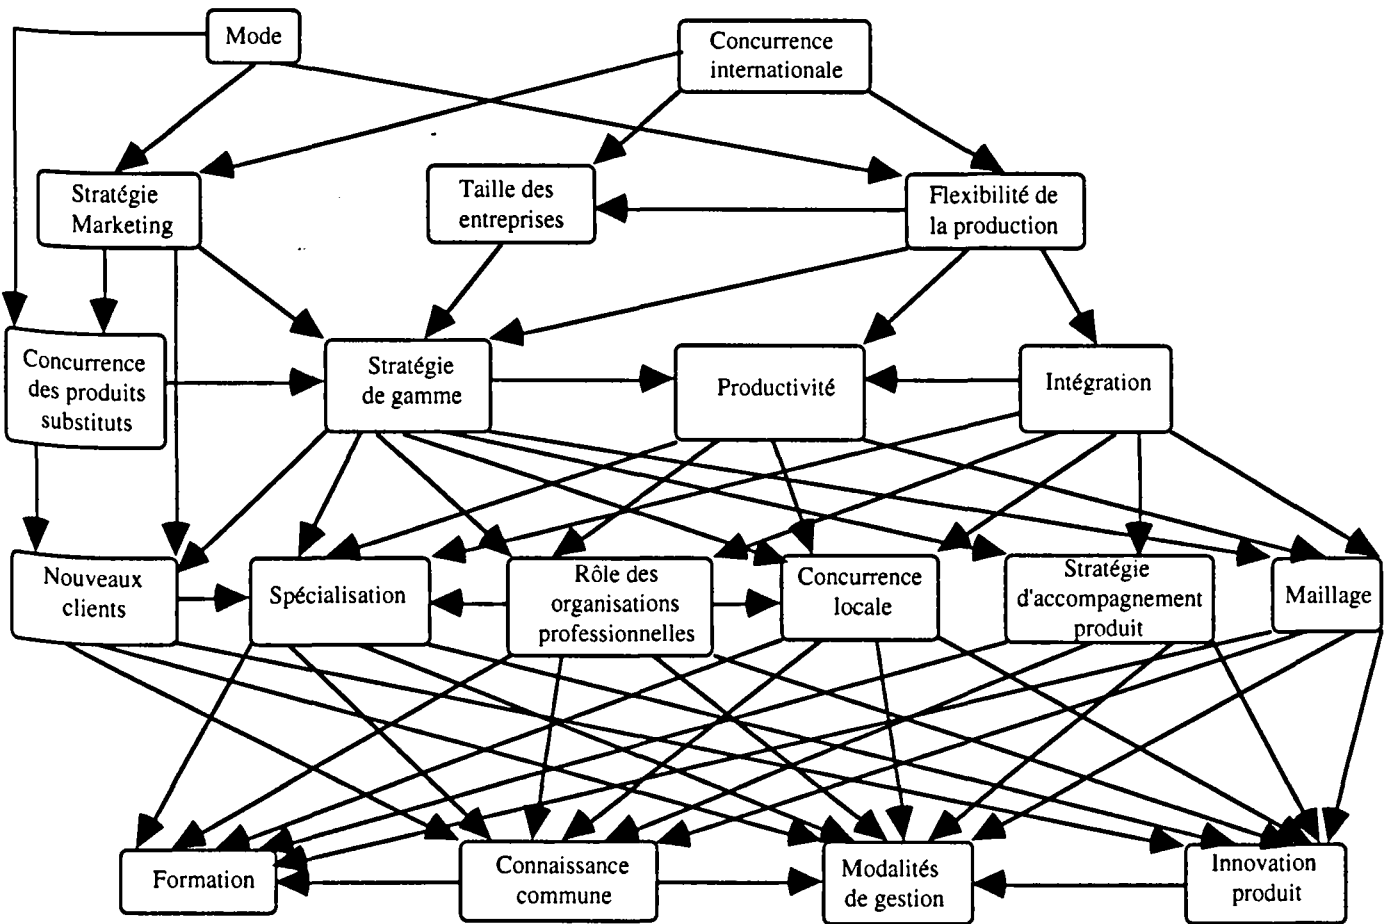 Mode
Concurrence
internationale
Stratégie
Marketing
Taille des
entreprises
Flexibilité de
la production
Concurrence
des produits
substituts
Stratégie
de gamme
Productivité
Intégration
Nouveaux
clients
Spécialisation
Rôle des
organisations
professionnelles
Concurrence
locale
Stratégie
d'accompagnement
produit
Maillage
Formation
Connaissance
commune
Modalités
de gestion
Innovation
produit